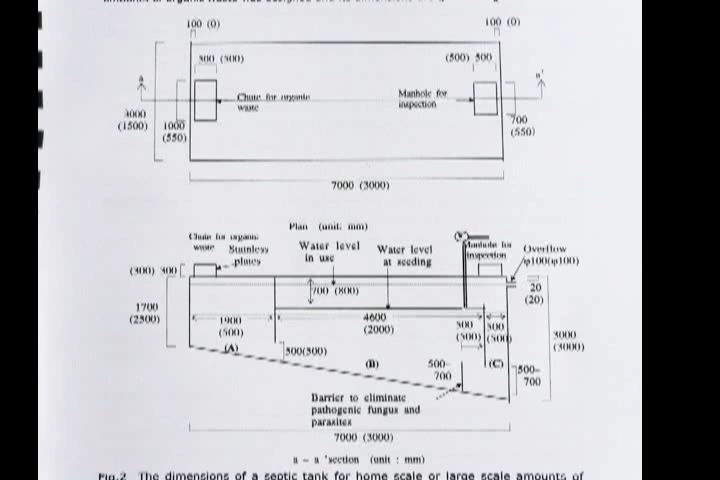 100 (0)
100 (0)
300 (300)
(500) 500
a
a'
Chute for organic
waste
Manhole for
inspection
3000
(1500)
1000
(550)
700
(550)
7000 (3000)
Plan (unit: mm)
Chute for organic
waste
Stainless
plates
Water level
in use
Water level
at seeding
Manhole for
inspection
Overflow
φ100(φ100)
(300) 300
700 (800)
20
(20)
1700
(2500)
1900
(500)
4600
(2000)
500
(500)
500
(500)
3000
(3000)
(A)
500(500)
(B)
500-
700
(C)
500-
700
Barrier to eliminate
pathogenic fungus and
parasites
7000 (3000)
a - a 'section (unit : mm)
Fig.2 The dimensions of a septic tank for home scale or large scale amounts of